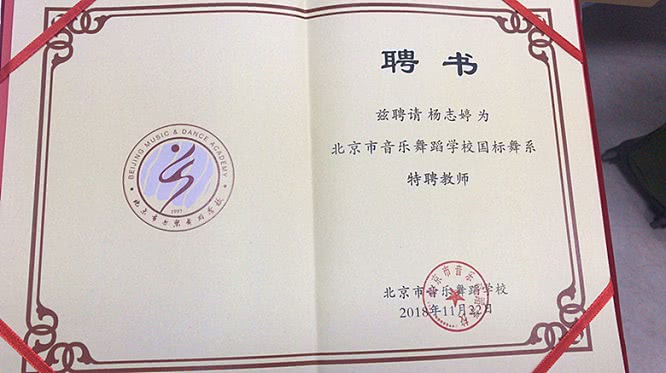 BEIJING MUSIC & DANCE ACADEMY
1997
聘书
兹聘请 杨志婷 为
北京市音乐舞蹈学校国标舞系
特聘教师
北京市音乐舞蹈学校
2018年11月22日